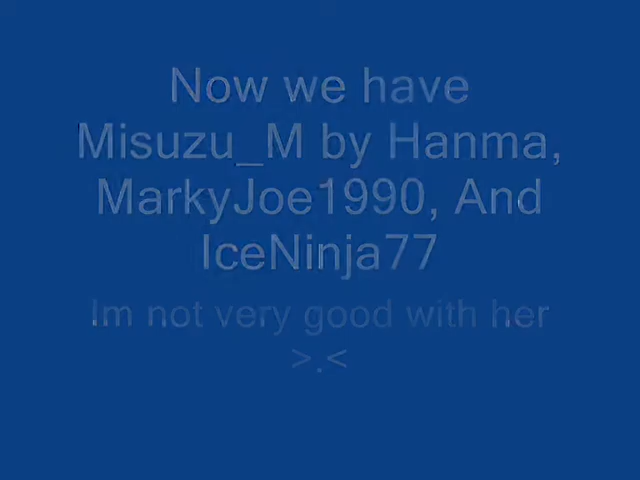 Now we have
Misuzu_M by Hanma,
MarkyJoe1990, And
IceNinja77
Im not very good with her
>.<